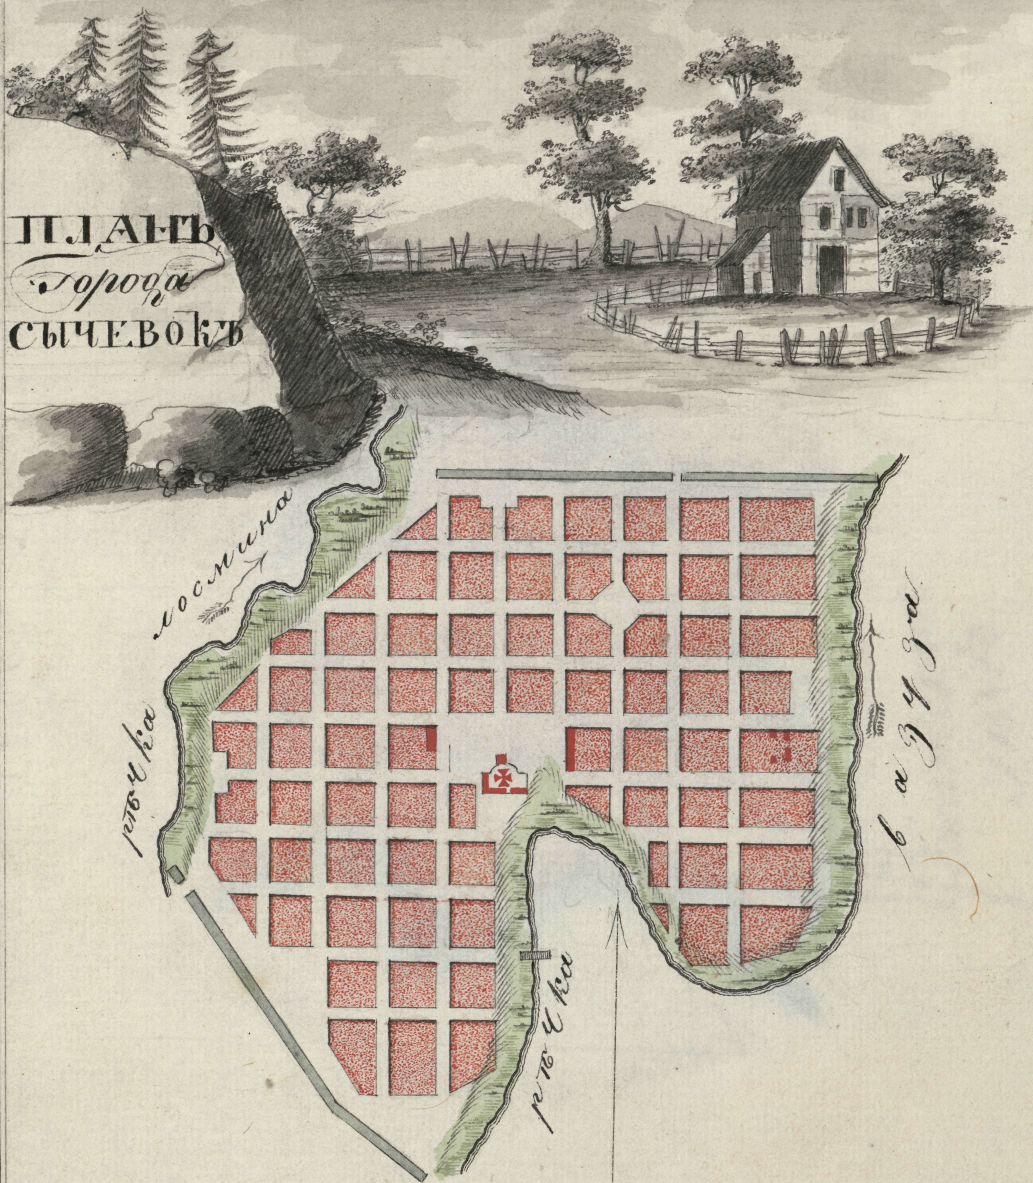 ПЛАНЪ
города
СЫЧЕВОКЪ
рѣчка лосмина
рѣчка вазуза